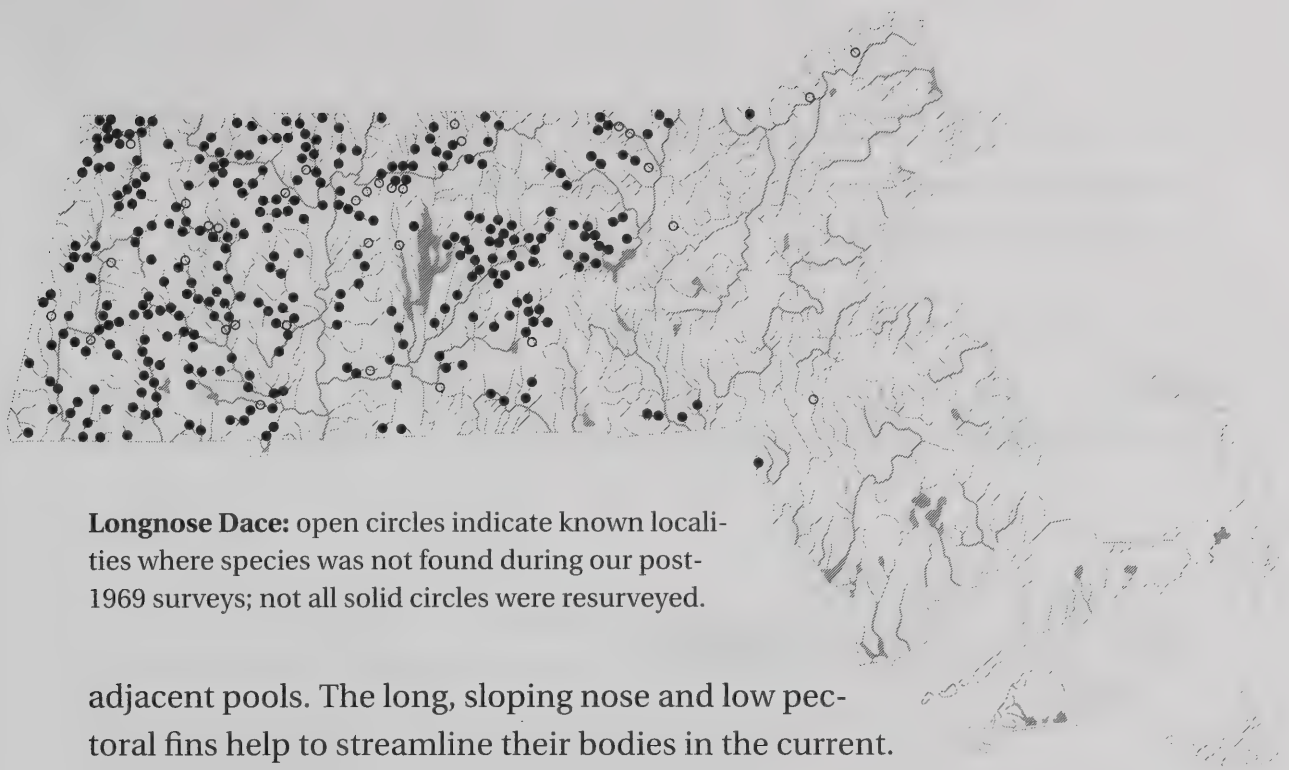 Longnose Dace: open circles indicate known locali-
ties where species was not found during our post-
1969 surveys; not all solid circles were resurveyed.
adjacent pools. The long, sloping nose and low pec-
toral fins help to streamline their bodies in the current.